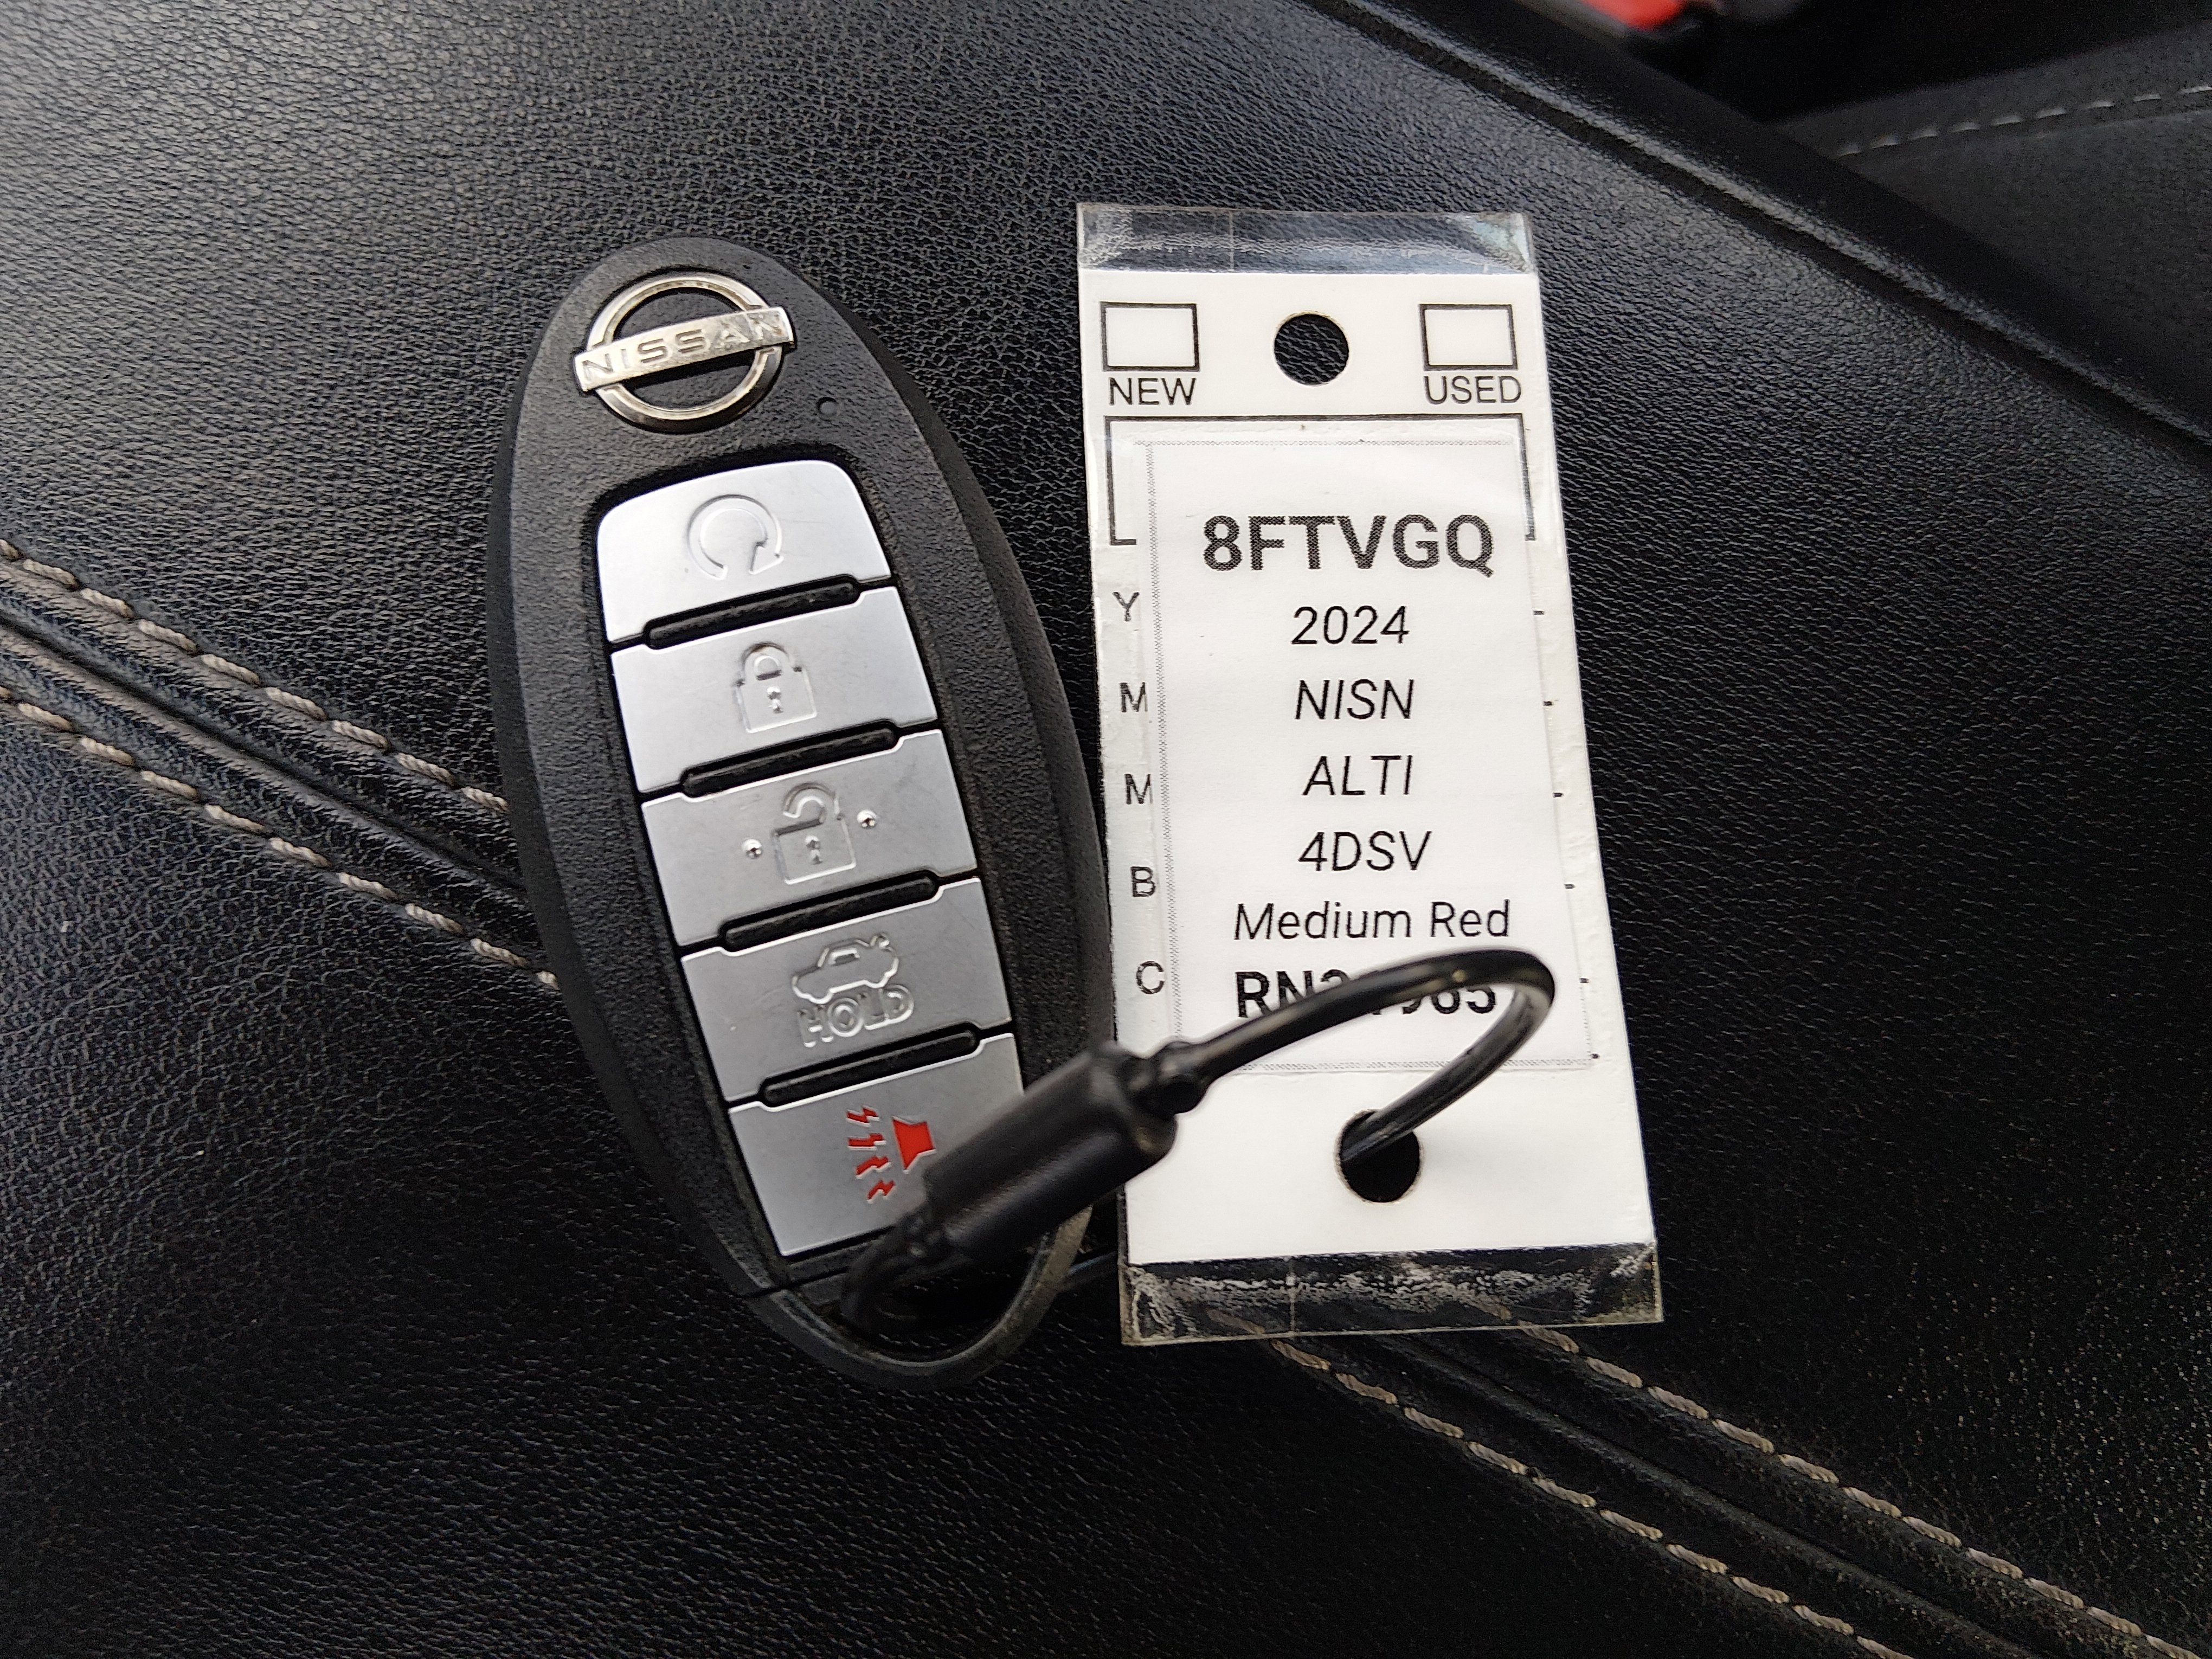 NISSAN
HOLD
NEW
USED
8FTVGQ
Y
2024
M
NISN
M
ALTI
B
4DSV
C
Medium Red